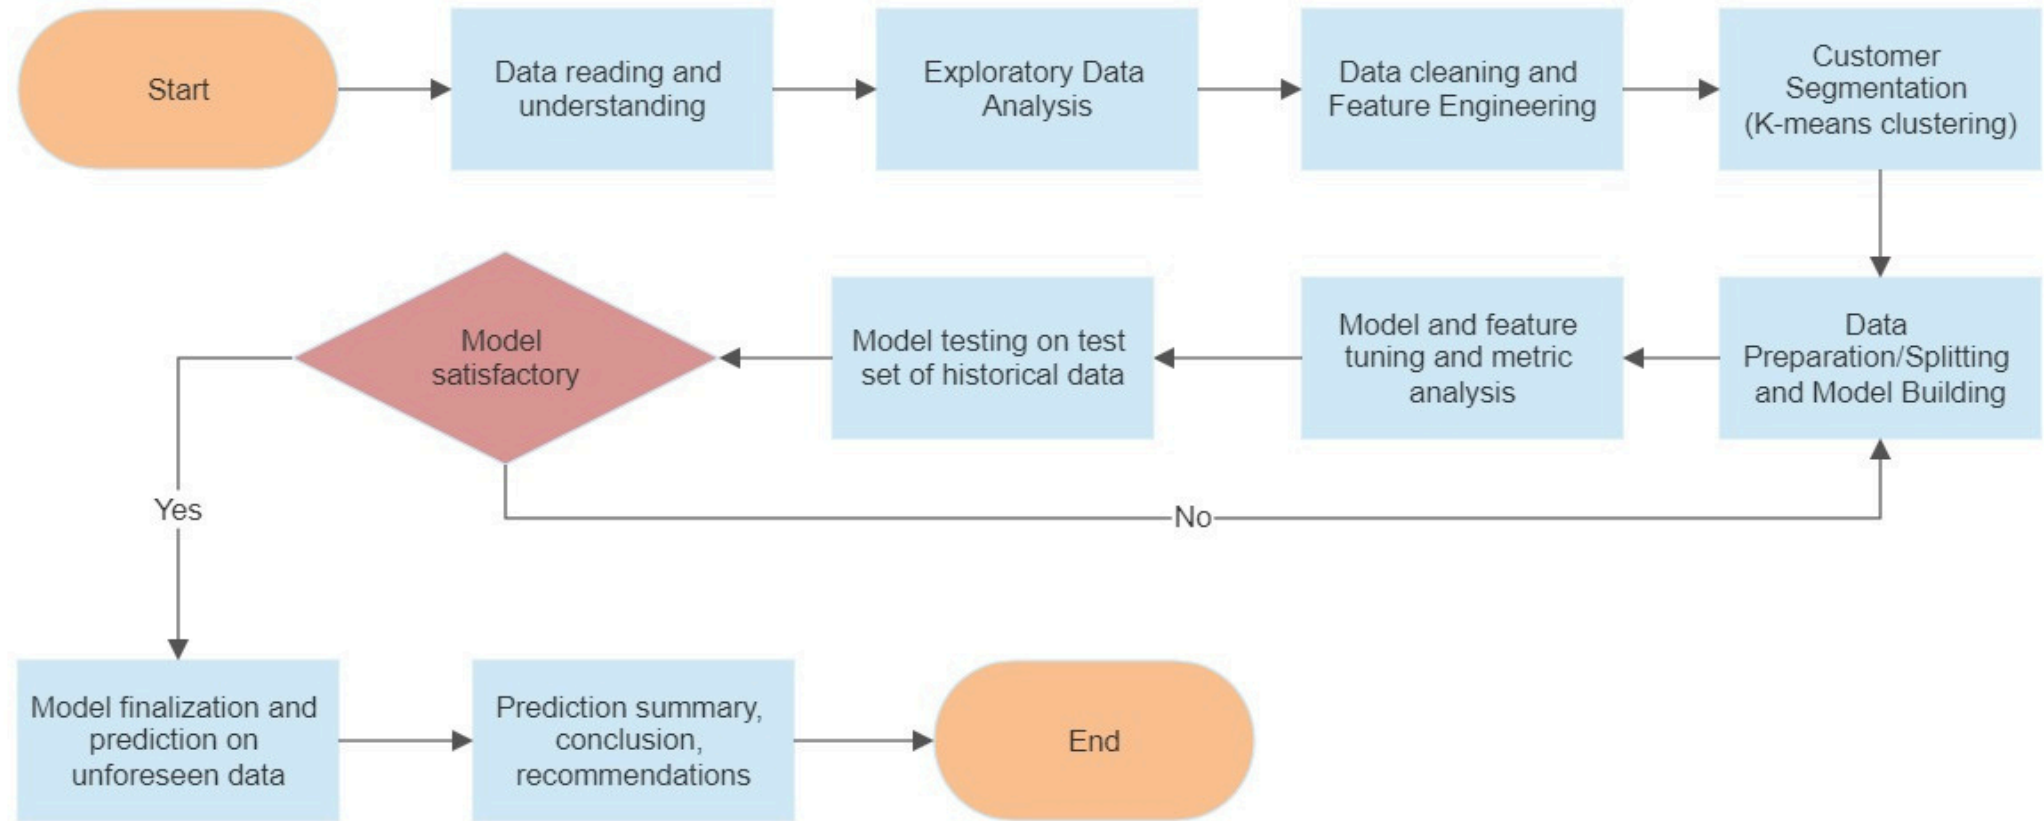 Start
Data reading and
understanding
Exploratory Data
Analysis
Data cleaning and
Feature Engineering
Customer
Segmentation
(K-means clustering)
Model
satisfactory
Model testing on test
set of historical data
Model and feature
tuning and metric
analysis
Data
Preparation/Splitting
and Model Building
Yes
No
Model finalization and
prediction on
unforeseen data
Prediction summary,
conclusion,
recommendations
End